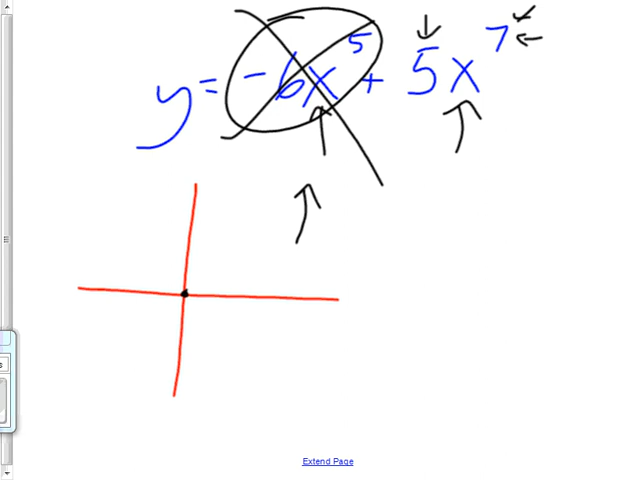 y = -6x^5 + 5x^7
Extend Page